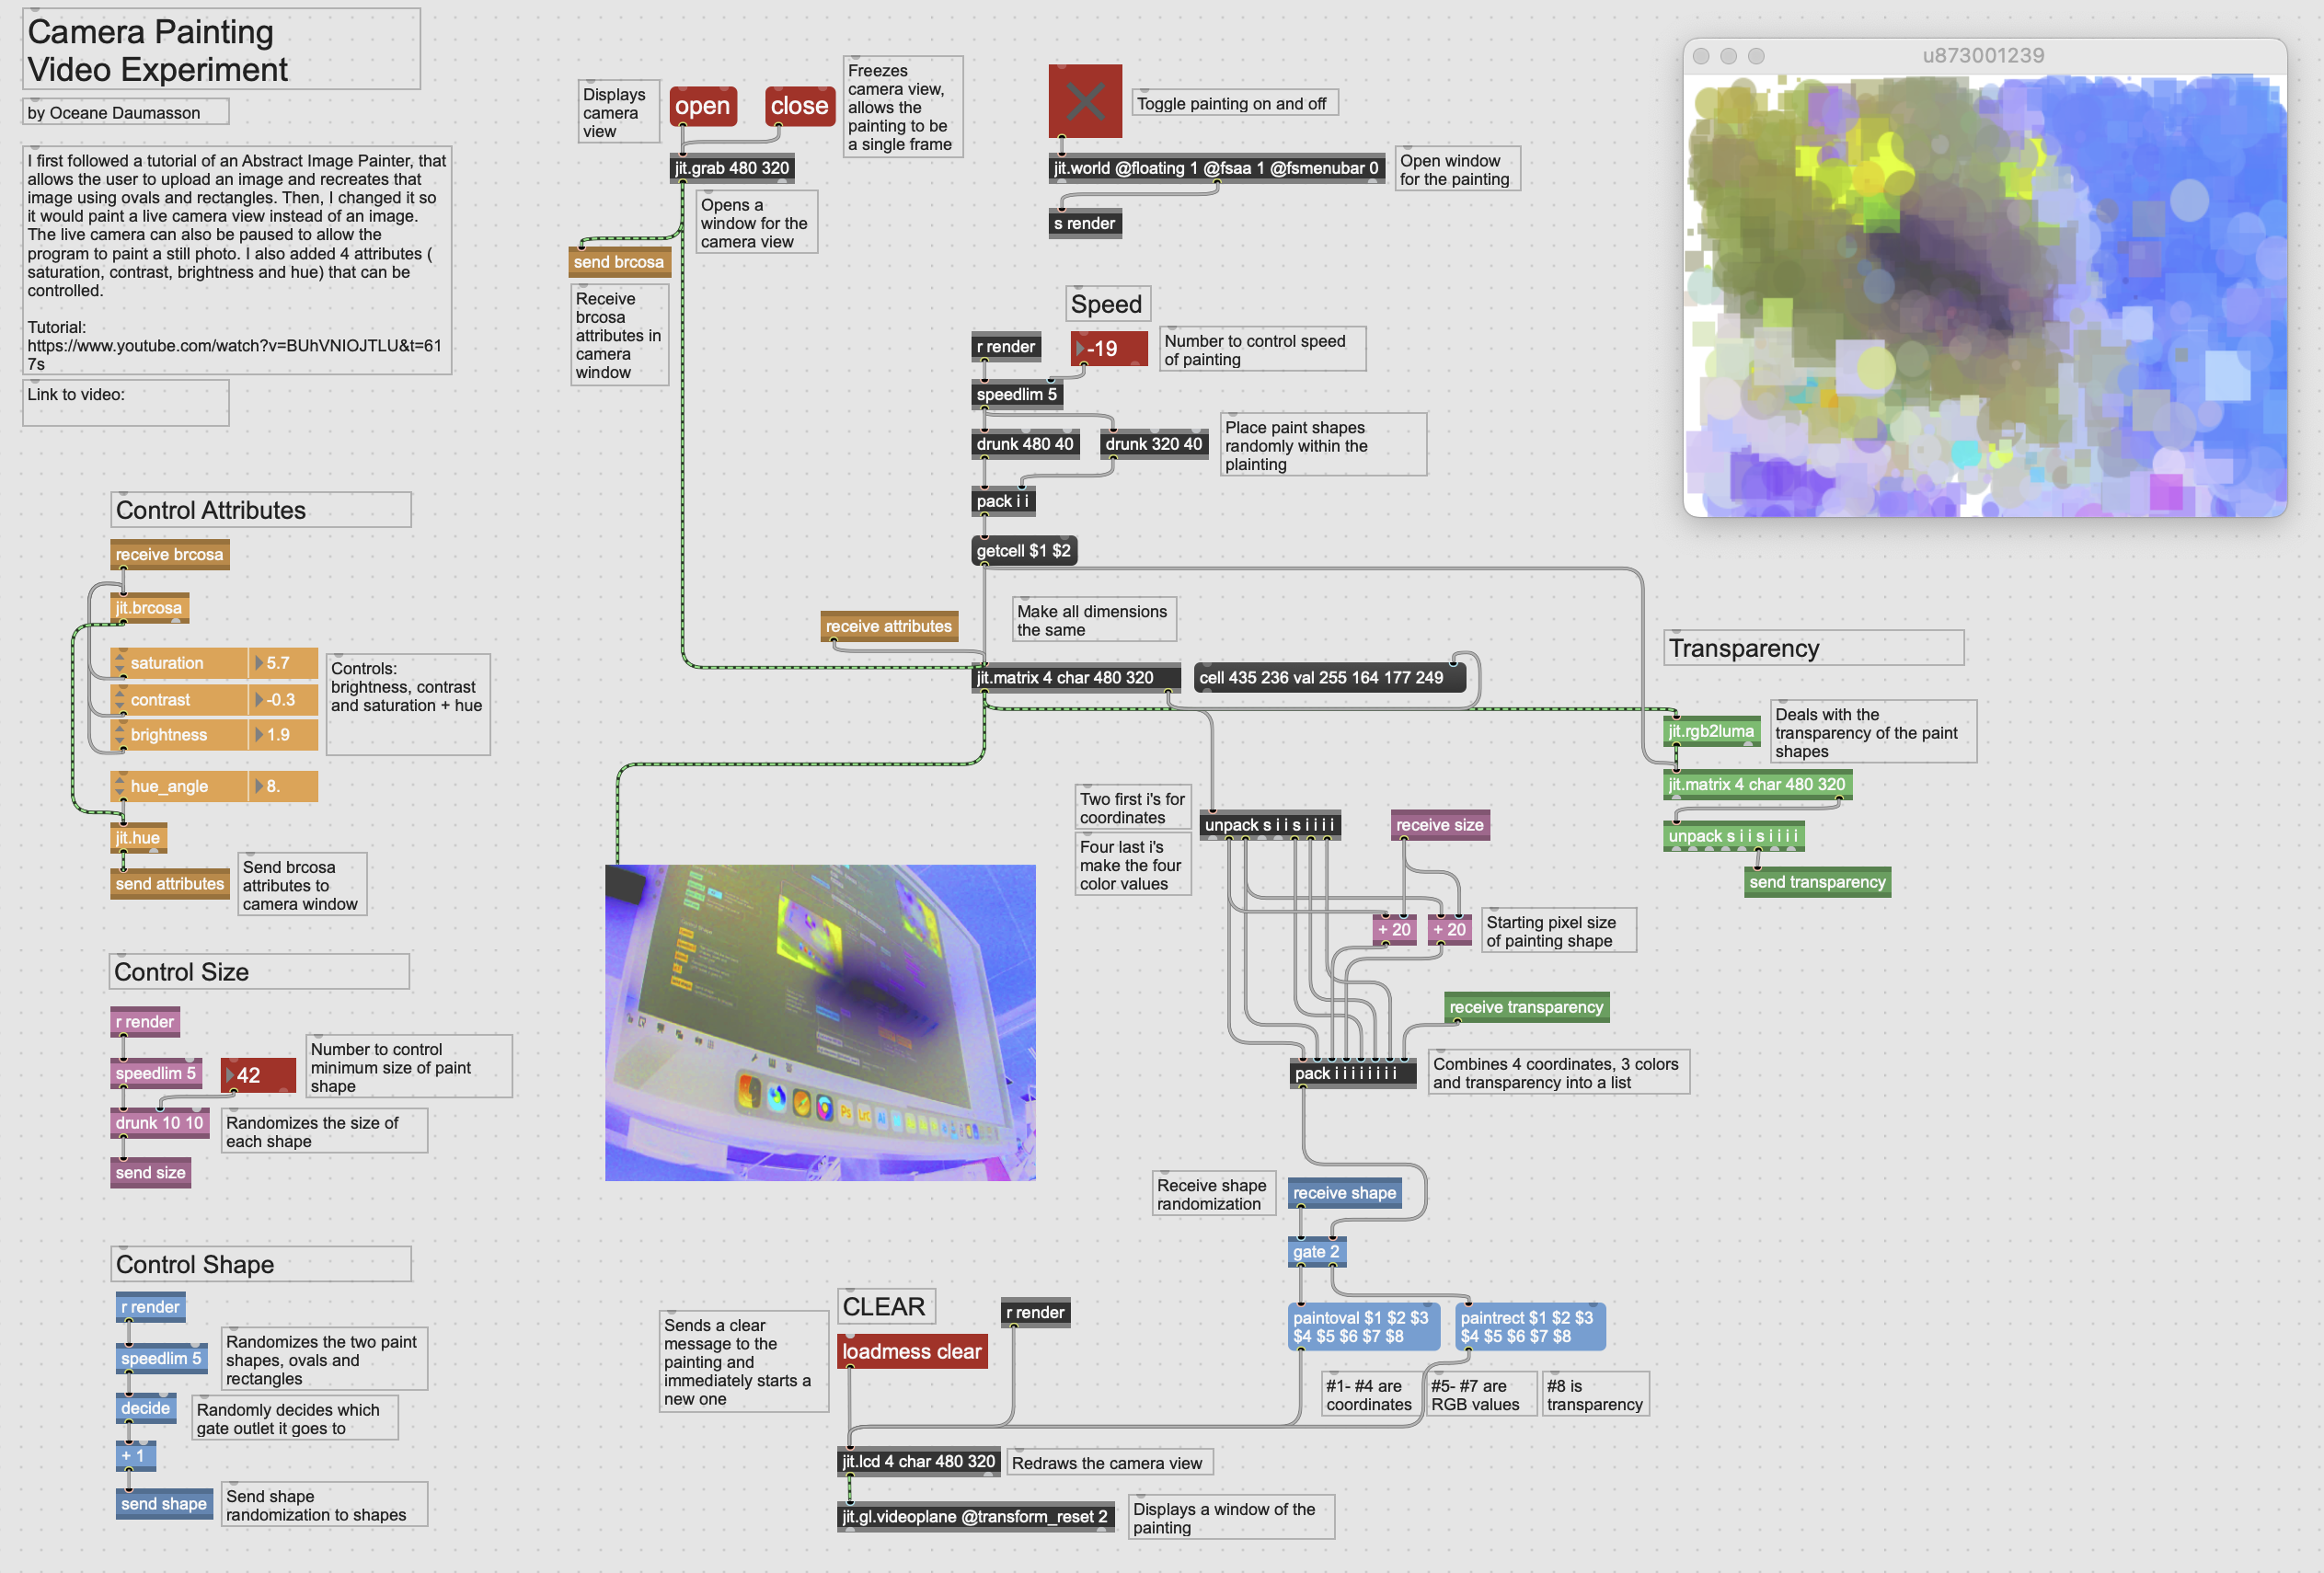 Camera Painting
Video Experiment
by Oceane Daumasson
I first followed a tutorial of an Abstract Image Painter, that
allows the user to upload an image and recreates that
image using ovals and rectangles. Then, I changed it so
it would paint a live camera view instead of an image.
The live camera can also be paused to allow the
program to paint a still photo. I also added 4 attributes (
saturation, contrast, brightness and hue) that can be
controlled.
Tutorial:
https://www.youtube.com/watch?v=BUhVNIOJTLU&t=61
7s
Link to video:
Control Attributes
receive brcosa
jit.brcosa
saturation 5.7
contrast -0.3
brightness 1.9
Controls:
brightness, contrast
and saturation + hue
hue_angle 8.
jit.hue
send attributes
Send brcosa
attributes to
camera window
Control Size
r render
speedlim 5
42
Number to control
minimum size of paint
shape
drunk 10 10
Randomizes the size of
each shape
send size
Control Shape
r render
speedlim 5
Randomizes the two paint
shapes, ovals and
rectangles
decide
Randomly decides which
gate outlet it goes to
+ 1
send shape
Send shape
randomization to shapes
Displays
camera
view
open
close
Freezes
camera view,
allows the
painting to be
a single frame
jit.grab 480 320
Opens a
window for the
camera view
send brcosa
Receive
brcosa
attributes in
camera
window
Toggle painting on and off
jit.world @floating 1 @fsaa 1 @fsmenubar 0
Open window
for the painting
s render
Speed
r render
-19
Number to control speed
of painting
speedlim 5
drunk 480 40
drunk 320 40
Place paint shapes
randomly within the
plainting
pack i i
getcell $1 $2
receive attributes
Make all dimensions
the same
jit.matrix 4 char 480 320
cell 435 236 val 255 164 177 249
u873001239
Transparency
jit.rgb2luma
Deals with the
transparency of the paint
shapes
jit.matrix 4 char 480 320
unpack s i i s i i i i
send transparency
Two first i's for
coordinates
Four last i's
make the four
color values
unpack s i i s i i i i
receive size
+ 20
+ 20
Starting pixel size
of painting shape
receive transparency
pack i i i i i i i i
Combines 4 coordinates, 3 colors
and transparency into a list
Receive shape
randomization
receive shape
gate 2
paintoval $1 $2 $3
$4 $5 $6 $7 $8
paintrect $1 $2 $3
$4 $5 $6 $7 $8
#1- #4 are
coordinates
#5- #7 are
RGB values
#8 is
transparency
Sends a clear
message to the
painting and
immediately starts a
new one
CLEAR
loadmess clear
r render
jit.lcd 4 char 480 320
Redraws the camera view
jit.gl.videoplane @transform_reset 2
Displays a window of the
painting
Ps